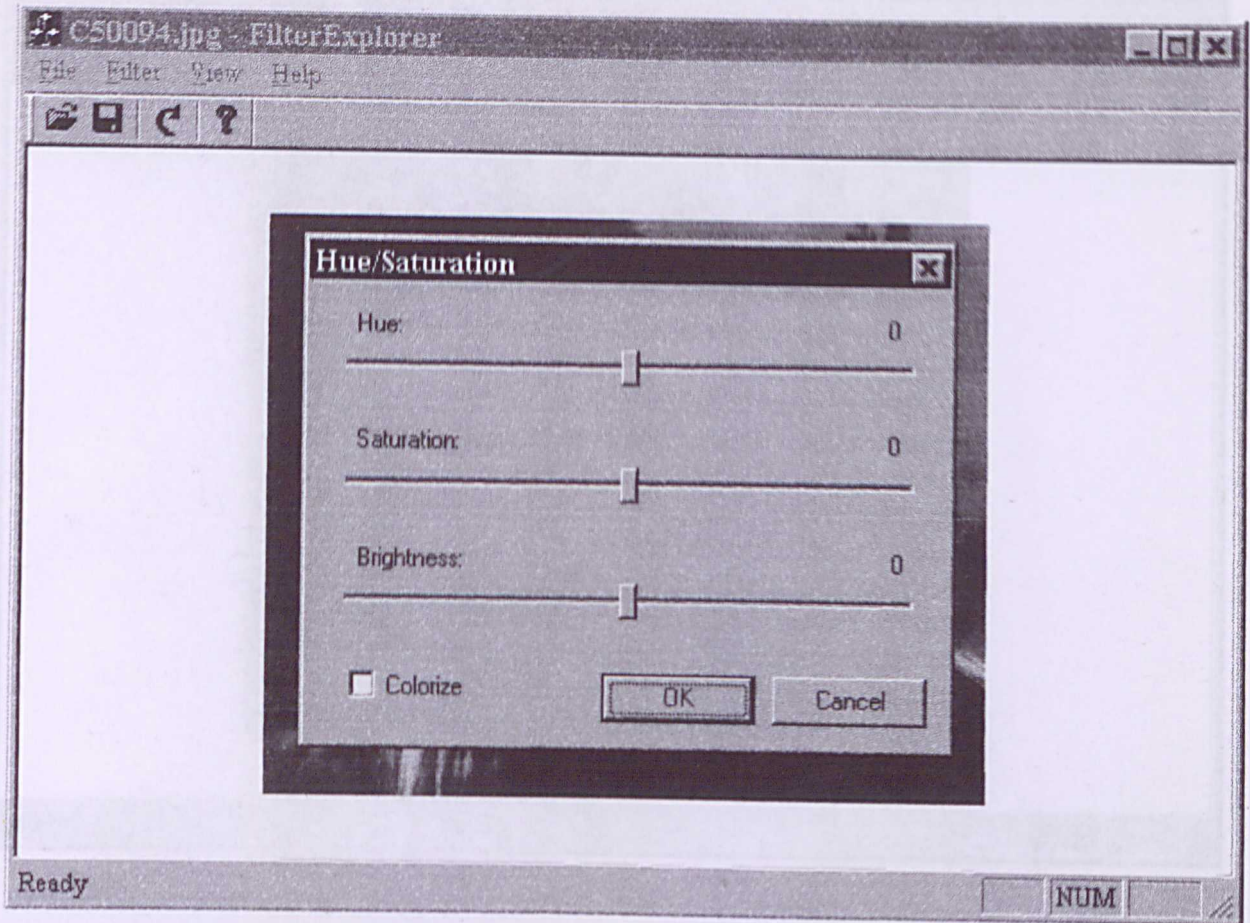 C50094.jpg - FilterExplorer
File Filter View Help
Hue/Saturation
Hue: 0
Saturation: 0
Brightness: 0
Colorize OK Cancel
Ready NUM